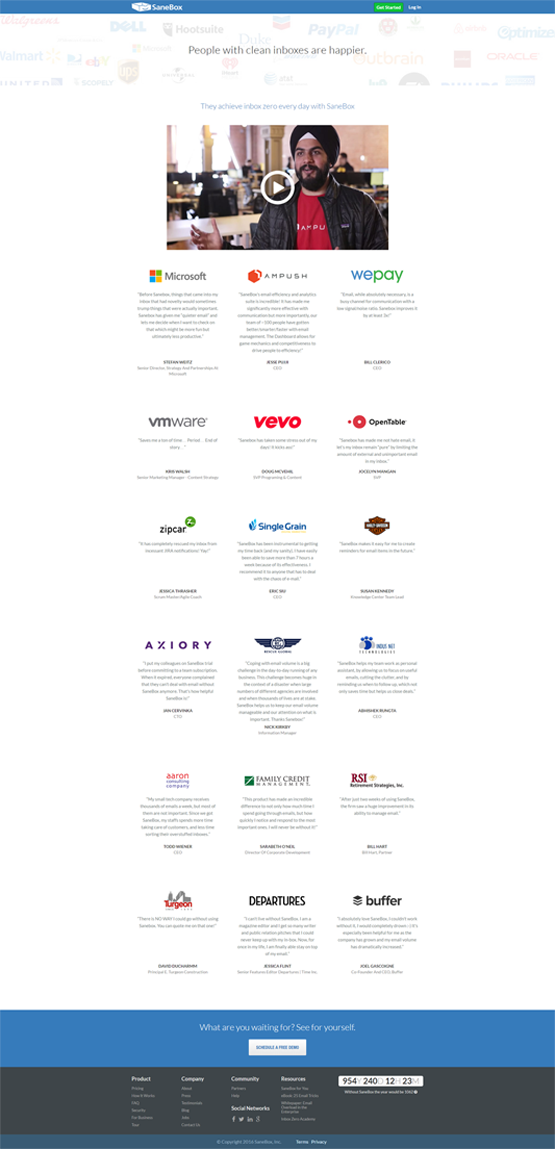 SaneBox
Get Started
Log In
DELL
Hootsuite
PayPal
Optimize
Walmart
ebay
Microsoft
Duke
outbrain
ORACLE
UNITED
SCOPELY
ups
at&t
People with clean inboxes are happier.
They achieve inbox zero every day with SaneBox
AMPU
Microsoft
AMPUSH
wepay
"Before Sanebox, things that came into my
inbox that had novelty would sometimes
trump things that were actually important.
Sanebox has given me "quieter email" and
lets me decide when I want to check on
that which might be more fun but
ultimately less productive."
STEFAN WEITZ
Senior Director, Strategy And Partnerships At
Microsoft
"SaneBox's email efficiency and analytics
suite is incredible! It has made me
significantly more effective with
communication but more importantly, our
team of ~100 people have gotten
better/smarter/faster with email
management. The Dashboard allows for
game mechanics and competitiveness to
drive people to efficiency!"
JESSE PUJI
CEO
"Email, while absolutely necessary, is a
busy channel for communication with a
low signal/noise ratio. Sanebox improves it
by at least 3x!"
BILL CLERICO
CEO
vmware
vevo
OpenTable
"Saves me a ton of time . Period . End of
story. . ."
KRIS WALSH
Senior Marketing Manager - Content Strategy
"Sanebox has taken some stress out of my
days! It kicks ass!"
DOUG MCVEHIL
SVP Programing & Content
"Sanebox has made me not hate email. It
let's my inbox remain "pure" by limiting the
amount of external and unimportant email
in my inbox."
JOCELYN MANGAN
SVP
zipcar
Single Grain
HARLEY-DAVIDSON
"It has completely rescued my inbox from
incessant JIRA notifications! Yay!"
JESSICA THRASHER
Scrum Master/Agile Coach
"SaneBox has been instrumental to getting
my time back (and my sanity). I have easily
been able to save more than 7 hours a
week because of its effectiveness. I
recommend it to anyone that has to deal
with the chaos of e-mail."
ERIC SIU
CEO
"SaneBox makes it easy for me to create
reminders for email items in the future."
SUSAN KENNEDY
Knowledge Center Team Lead
AXIORY
RESCUE GLOBAL
INDUS NET
TECHNOLOGIES
"I put my colleagues on SaneBox trial
before committing to a team subscription.
When it expired, everyone complained
that they can't deal with email without
SaneBox anymore. That's how helpful
SaneBox is!"
JAN CERVINKA
CTO
"Coping with email volume is a big
challenge in the day-to-day running of any
business. This challenge becomes huge in
the context of a disaster when large
numbers of different agencies are involved
and when thousands of lives are at stake.
SaneBox helps us to keep our email volume
manageable and our attention on what is
important. Thanks Sanebox!"
NICK KIRKBY
Information Manager
"SaneBox helps my team work as personal
assistant, by allowing us to focus on useful
emails, cutting the clutter, and by
reminding us when to follow up, which not
only saves time but helps us close deals."
ABHISHEK RUNGTA
CEO
aaron
consulting
company
FAMILY CREDIT
MANAGEMENT.
RSI
Retirement Strategies, Inc.
"My small tech company receives
thousands of emails a week, but most of
them are not important. Since we got
SaneBox, my staffs spends more time
taking care of customers, and less time
sorting their overstuffed inboxes."
TODD WIENER
CEO
"This product has made an incredible
difference to not only how much time I
spend going through emails, but how
quickly I notice and respond to the most
important ones. I will never be without it!"
SARABETH O'NEIL
Director Of Corporate Development
"After just two weeks of using SaneBox,
the firm saw a huge improvement in its
ability to manage email."
BILL HART
Bill Hart, Partner
Turgeon
DEPARTURES
buffer
"There is NO WAY I could go without using
Sanebox. You can quote me on that one!"
DAVID DUCHARMM
Principal E. Turgeon Construction
"I can't live without SaneBox. I am a
magazine editor and I get so many writer
and public relation pitches that I could
never keep up with my in-box. Now, for
once in my life, I am finally able stay on top
of my email."
JESSICA FLINT
Senior Features Editor Departures / Time Inc.
"I absolutely love SaneBox, I couldn't work
without it, I would completely drown :-) It's
especially been helpful for me as the
company has grown and my email volume
has dramatically increased."
JOEL GASCOIGNE
Co-Founder And CEO, Buffer
What are you waiting for? See for yourself.
SCHEDULE A FREE DEMO
Product
Pricing
How It Works
FAQ
Security
For Business
Tour
Company
About
Press
Testimonials
Blog
Jobs
Contact Us
Community
Partners
Help
Social Networks
Resources
SaneBox for You
eBook: 21 Email Tricks
Whitepaper: Email
Overload in the
Enterprise
Inbox Zero Academy
954Y 240D 12H 23M
Without SaneBox the year would be
© Copyright 2016 SaneBox, Inc. Terms Privacy